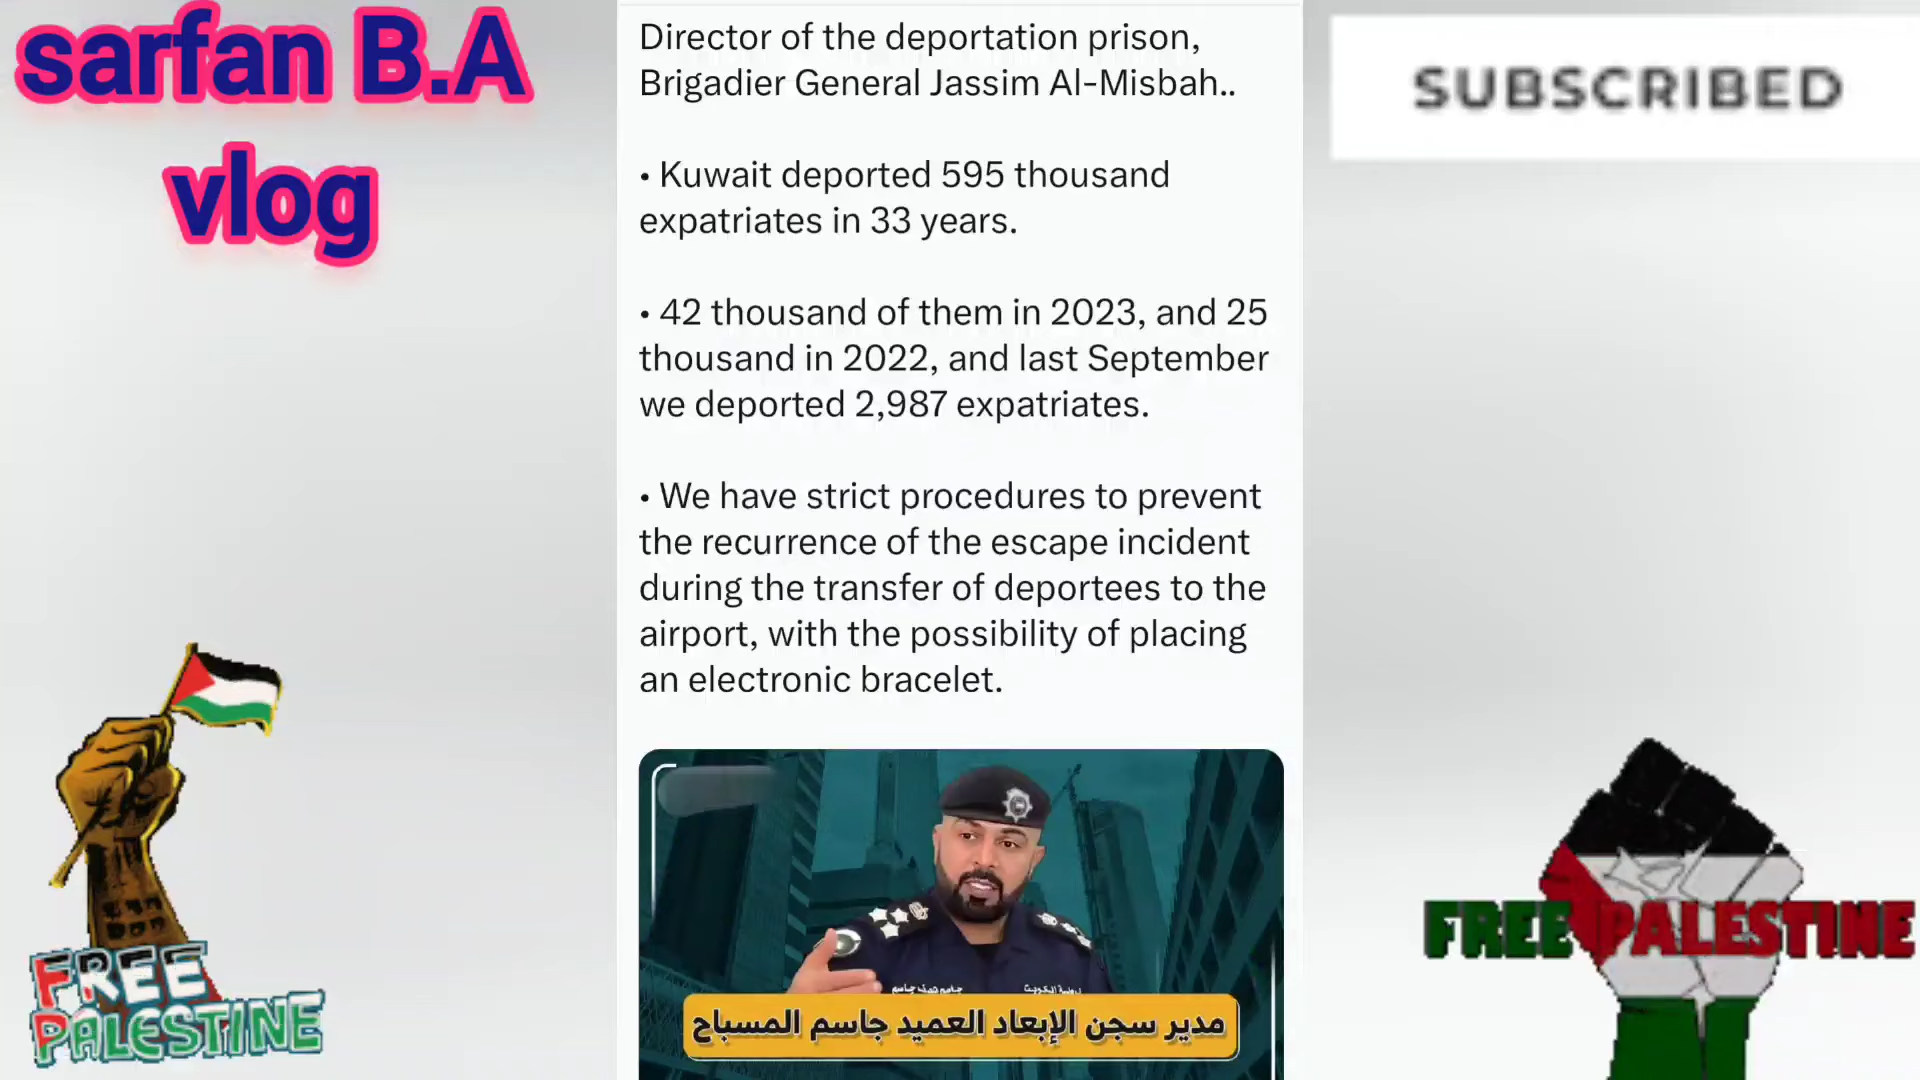 sarfan B.A
vlog
SUBSCRIBED
Director of the deportation prison,
Brigadier General Jassim Al-Misbah..
• Kuwait deported 595 thousand
expatriates in 33 years.
• 42 thousand of them in 2023, and 25
thousand in 2022, and last September
we deported 2,987 expatriates.
• We have strict procedures to prevent
the recurrence of the escape incident
during the transfer of deportees to the
airport, with the possibility of placing
an electronic bracelet.
مدير سجن الإبعاد العميد جاسم المسباح
FREE
PALESTINE
FREE PALESTINE